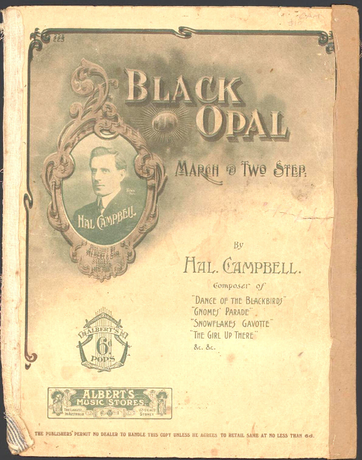 BLACK
OPAL
MARCH & TWO STEP.
HAL CAMPBELL.
By
HAL. CAMPBELL.
Composer of
"DANCE OF THE BLACKBIRDS"
"GNOMES' PARADE"
"SNOWFLAKES GAVOTTE"
"THE GIRL UP THERE"
&c. &c.
ALBERT'S
6d
POPS
ALBERT'S
MUSIC STORES.
SYDNEY
THE PUBLISHERS' PERMIT NO DEALER TO HANDLE THIS COPY UNLESS HE AGREES TO RETAIL SAME AT NO LESS THAN 6d.